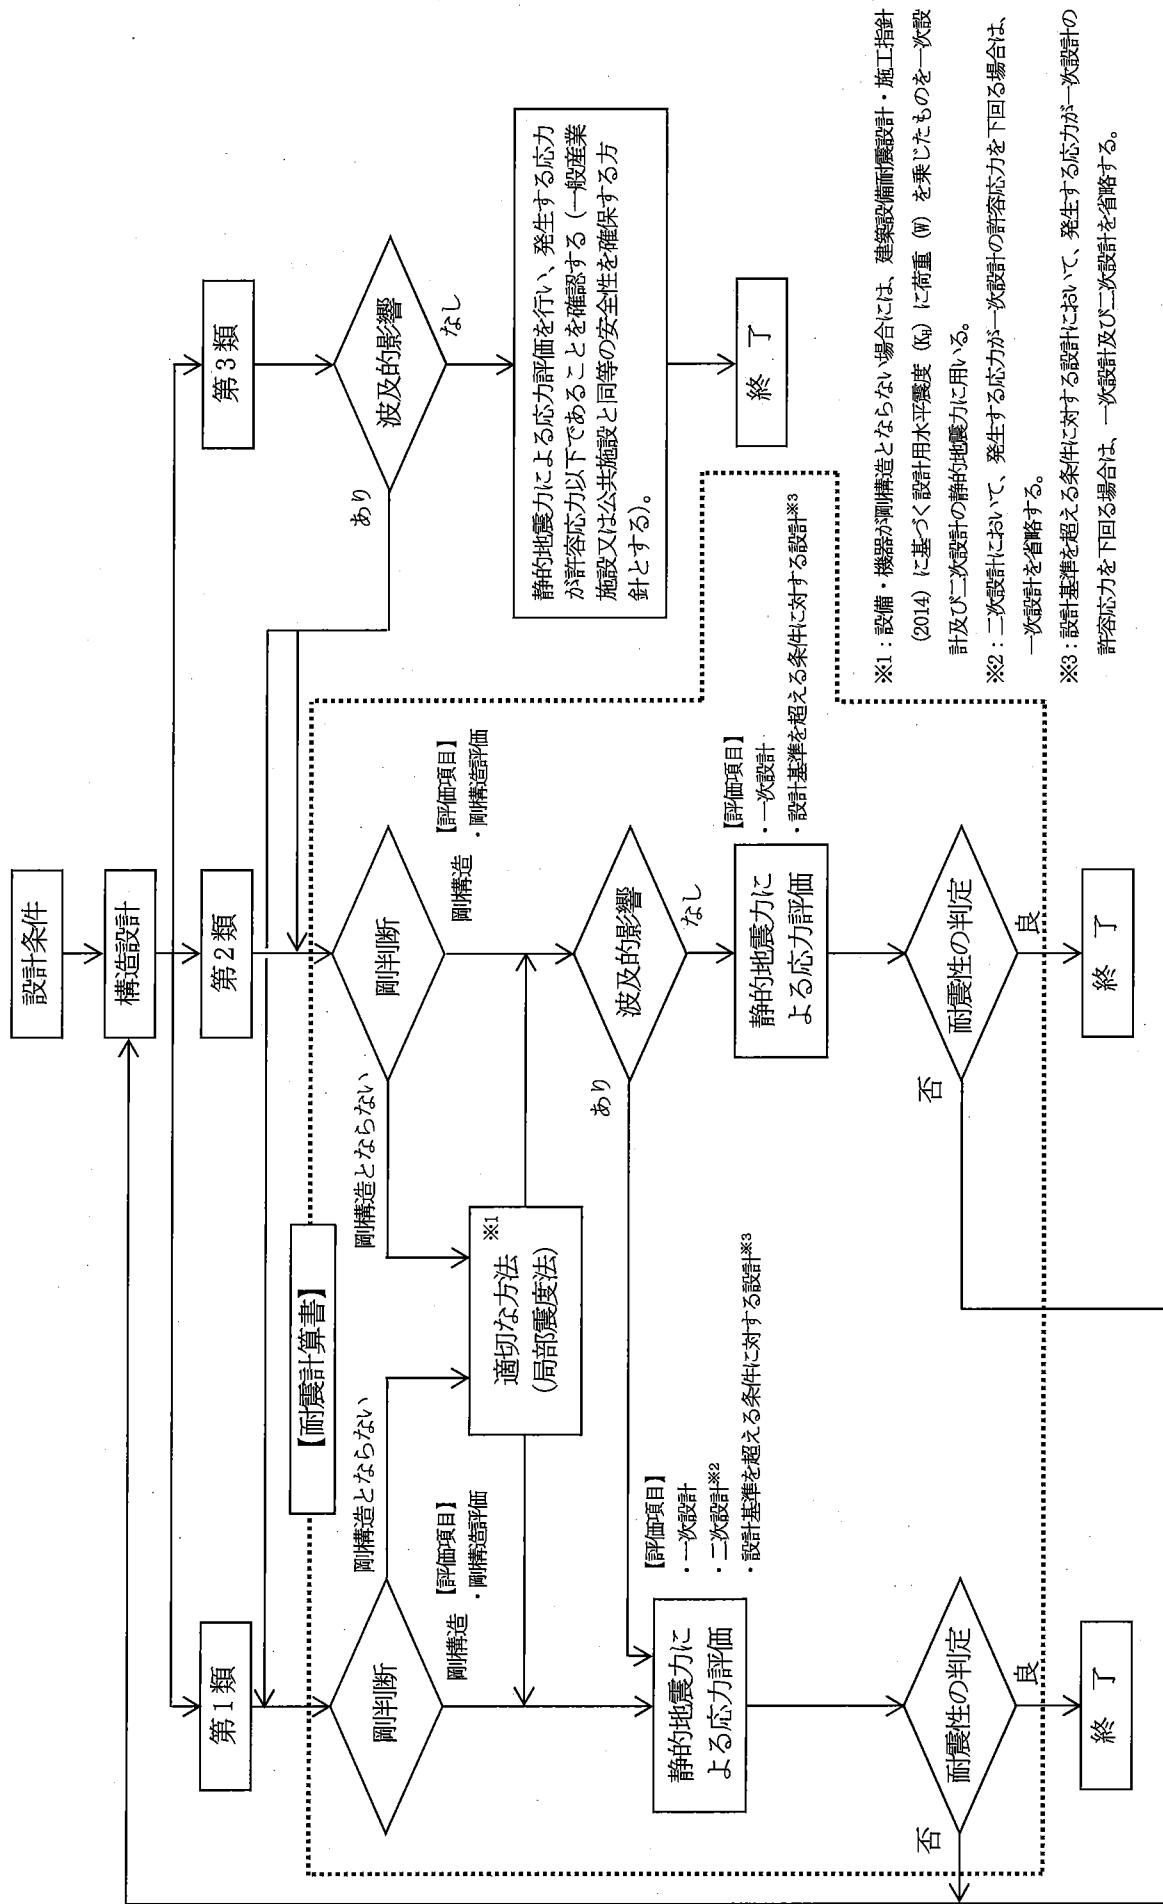 設計条件
構造設計
第1類
第2類
第3類
【耐震計算書】
剛判断
剛構造とならない
剛構造
【評価項目】
・剛構造評価
剛構造とならない
剛判断
剛構造
【評価項目】
・剛構造評価
波及的影響
あり
なし
適切な方法
(局部震度法)
※1
波及的影響
あり
なし
静的地震力による応力評価を行い、発生する応力
が許容応力以下であることを確認する（一般産業
施設又は公共施設と同等の安全性を確保する方
針とする）。
終　了
【評価項目】
・一次設計
・二次設計※2
・設計基準を超える条件に対する設計※3
静的地震力に
よる応力評価
【評価項目】
・一次設計
・設計基準を超える条件に対する設計※3
静的地震力に
よる応力評価
耐震性の判定
否
良
耐震性の判定
否
良
終　了
終　了
※1：設備・機器が剛構造とならない場合には、建築設備耐震設計・施工指針
(2014) に基づく設計用水平震度 (KH) に荷重 (W) を乗じたものを一次設
計及び二次設計の静的地震力に用いる。
※2：二次設計において、発生する応力が一次設計の許容応力を下回る場合は、
一次設計を省略する。
※3：設計基準を超える条件に対する設計において、発生する応力が一次設計の
許容応力を下回る場合は、一次設計及び二次設計を省略する。